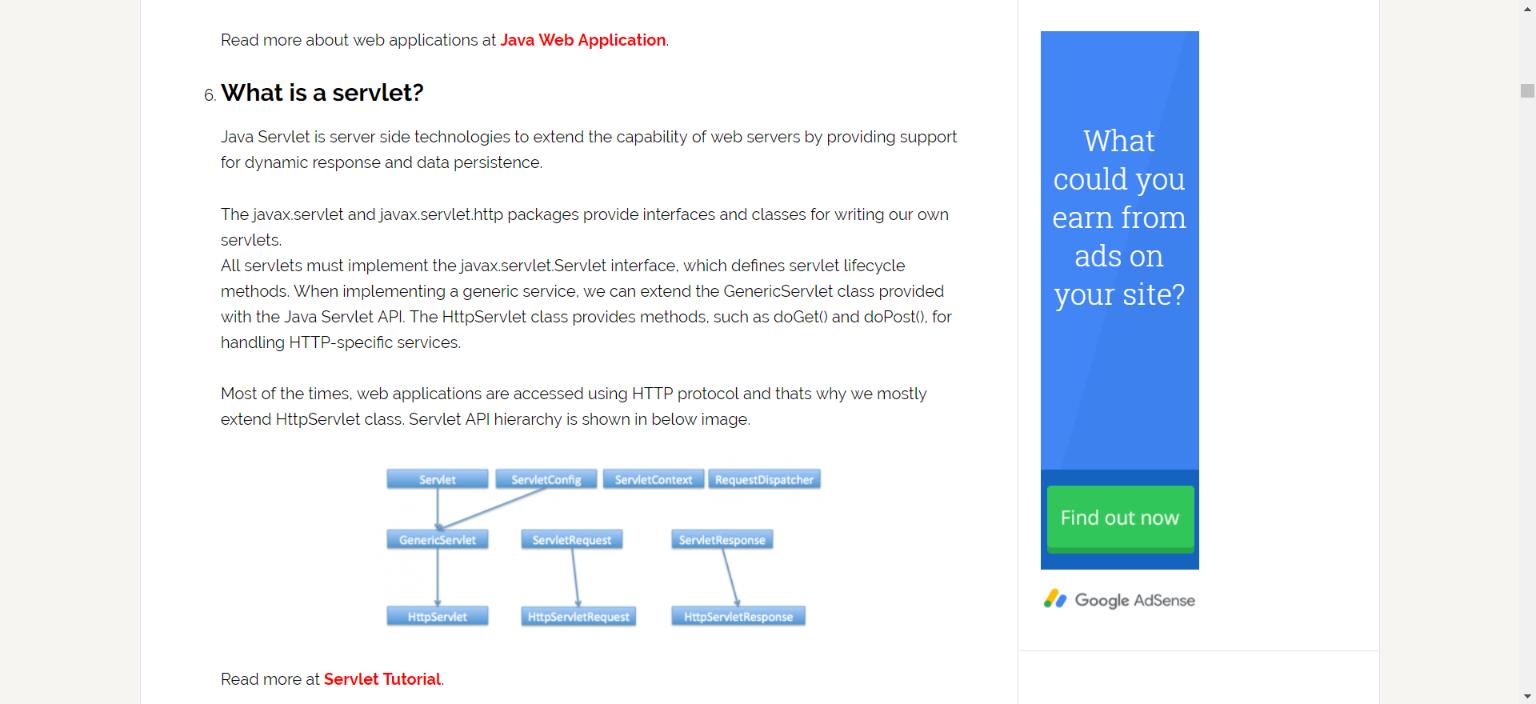 Read more about web applications at Java Web Application.
6. What is a servlet?
Java Servlet is server side technologies to extend the capability of web servers by providing support
for dynamic response and data persistence.
The javax.servlet and javax.servlet.http packages provide interfaces and classes for writing our own
servlets.
All servlets must implement the javax.servlet.Servlet interface, which defines servlet lifecycle
methods. When implementing a generic service, we can extend the GenericServlet class provided
with the Java Servlet API. The HttpServlet class provides methods, such as doGet() and doPost(), for
handling HTTP-specific services.
Most of the times, web applications are accessed using HTTP protocol and thats why we mostly
extend HttpServlet class. Servlet API hierarchy is shown in below image.
Servlet ServletConfig ServletContext RequestDispatcher
GenericServlet ServletRequest ServletResponse
HttpServlet HttpServletRequest HttpServletResponse
Read more at Servlet Tutorial.
What
could you
earn from
ads on
your site?
Find out now
Google AdSense